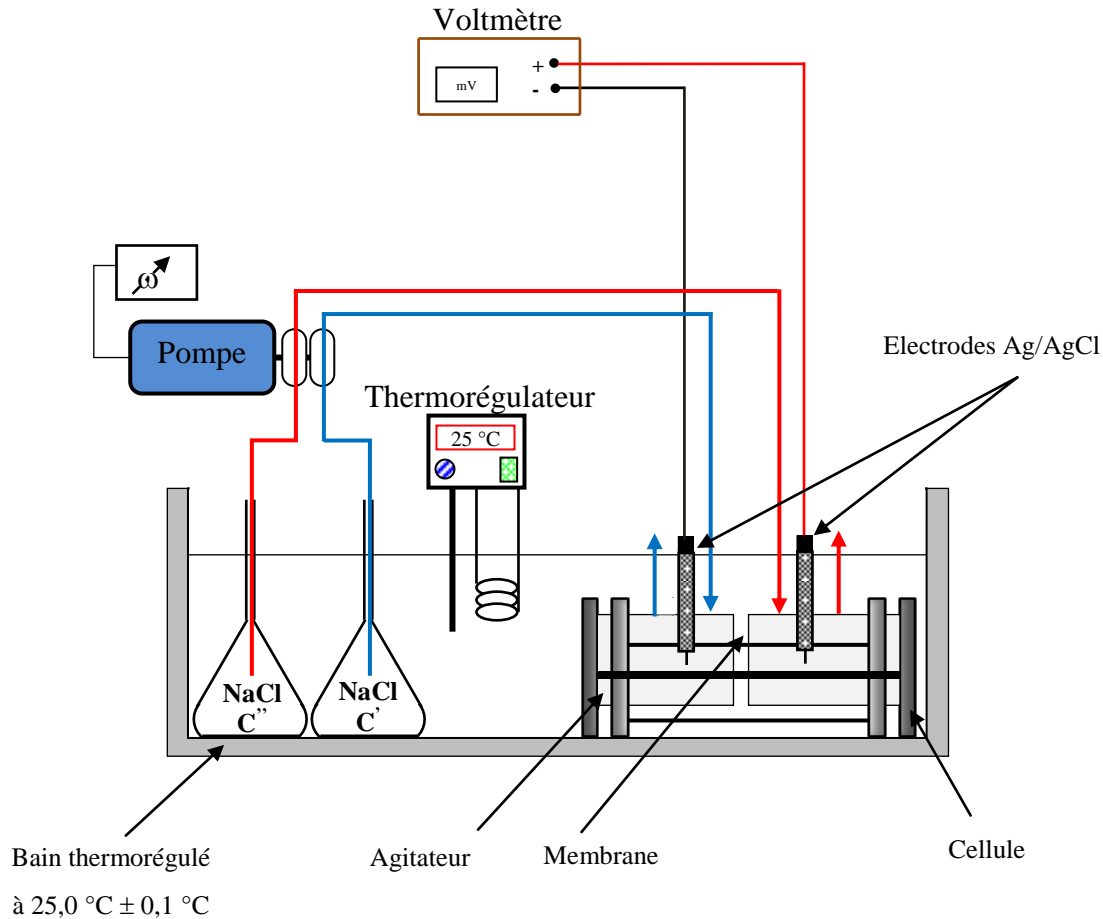 Voltmètre
+
mV
-
ω
Pompe
Electrodes Ag/AgCl
Thermorégulateur
25 °C
NaCl
C”
NaCl
C’
Bain thermorégulé
à 25,0 °C ± 0,1 °C
Agitateur
Membrane
Cellule